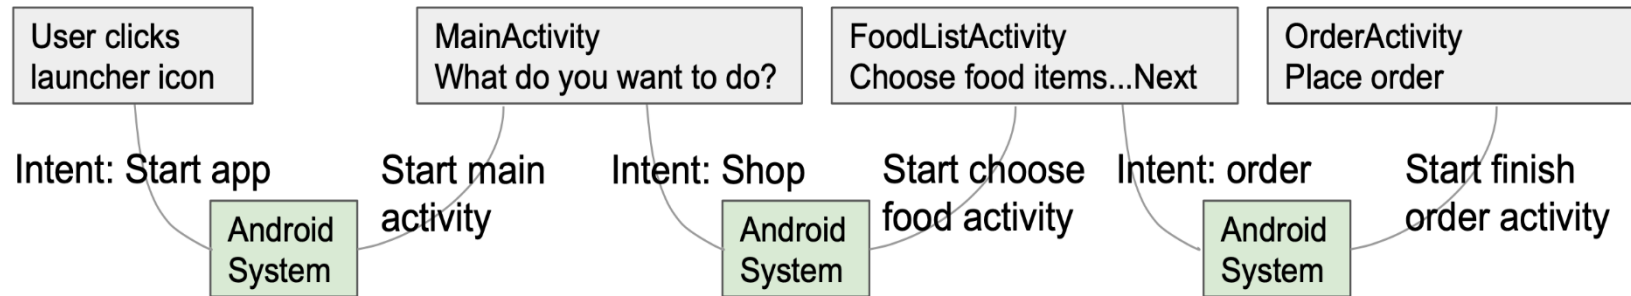 User clicks
launcher icon
MainActivity
What do you want to do?
FoodListActivity
Choose food items...Next
OrderActivity
Place order
Intent: Start app
Start main
activity
Intent: Shop
Start choose
food activity
Intent: order
Start finish
order activity
Android
System
Android
System
Android
System